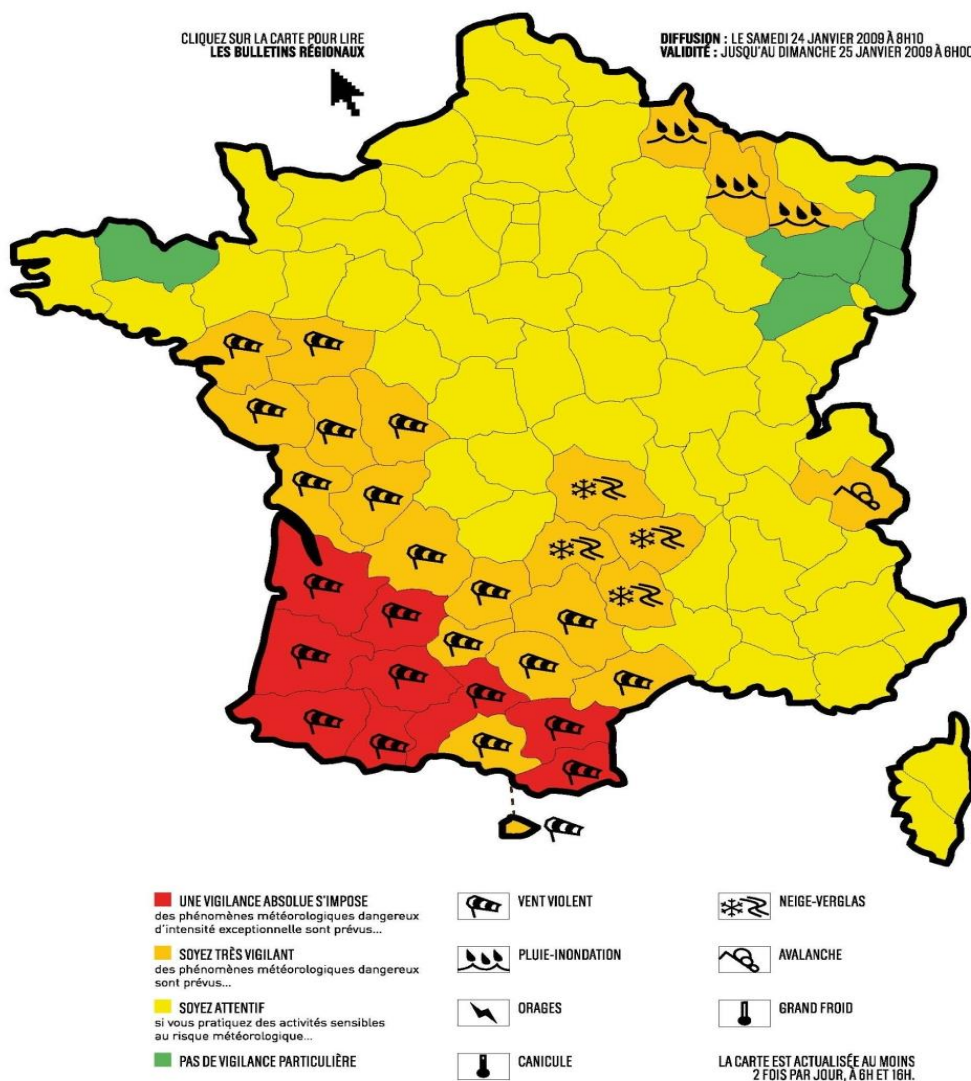 CLIQUEZ SUR LA CARTE POUR LIRE
LES BULLETINS RÉGIONAUX
DIFFUSION : LE SAMEDI 24 JANVIER 2009 À 8H10
VALIDITÉ : JUSQU'AU DIMANCHE 25 JANVIER 2009 À 6H00
UNE VIGILANCE ABSOLUE S'IMPOSE
des phénomènes météorologiques dangereux
d'intensité exceptionnelle sont prévus...
SOYEZ TRÈS VIGILANT
des phénomènes météorologiques dangereux
sont prévus...
SOYEZ ATTENTIF
si vous pratiquez des activités sensibles
au risque météorologique...
PAS DE VIGILANCE PARTICULIÈRE
VENT VIOLENT
PLUIE-INONDATION
ORAGES
CANICULE
NEIGE-VERGLAS
AVALANCHE
GRAND FROID
LA CARTE EST ACTUALISÉE AU MOINS
2 FOIS PAR JOUR, À 6H ET 16H.